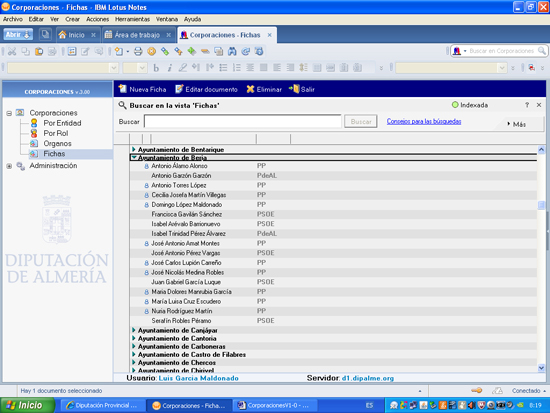 Corporaciones - Fichas - IBM Lotus Notes
Archivo Editar Ver Crear Acciones Herramientas Ventana Ayuda
Abrir Inicio Área de trabajo Corporaciones - Fichas
Buscar en Corporaciones
CORPORACIONES v.3.00
Nueva Ficha Editar documento Eliminar Salir
Buscar en la vista 'Fichas' Indexada
Buscar Buscar Consejos para las búsquedas Más
Corporaciones
Por Entidad
Por Rol
Organos
Fichas
Administración
DIPUTACIÓN
DE ALMERÍA
Ayuntamiento de Bentarique
Ayuntamiento de Berja
Antonio Álamo Alonso PP
Antonio Garzón Garzón PdeAL
Antonio Torres López PP
Cecilia Josefa Martín Villegas PP
Domingo López Maldonado PP
Francisca Gavilán Sánchez PSOE
Isabel Arévalo Barrionuevo PSOE
Isabel Trinidad Pérez Álvarez PdeAL
José Antonio Amat Montes PP
José Antonio Pérez Vargas PSOE
José Carlos Lupión Carreño PP
José Nicolás Medina Robles PP
Juan Gabriel García Luque PSOE
Maria Dolores Manrubia García PP
María Luisa Cruz Escudero PP
Nuria Rodríguez Martín PP
Serafín Robles Péramo PSOE
Ayuntamiento de Canjáyar
Ayuntamiento de Cantoria
Ayuntamiento de Carboneras
Ayuntamiento de Castro de Filabres
Ayuntamiento de Chercos
Ayuntamiento de Chirivel
Usuario: Luis García Maldonado Servidor: d1.dipalme.org
Hay 1 documento seleccionado Conectado
Inicio Diputación Provincial ... Corporaciones - Ficha... CorporacionesV1-0 - ... ES 8:19